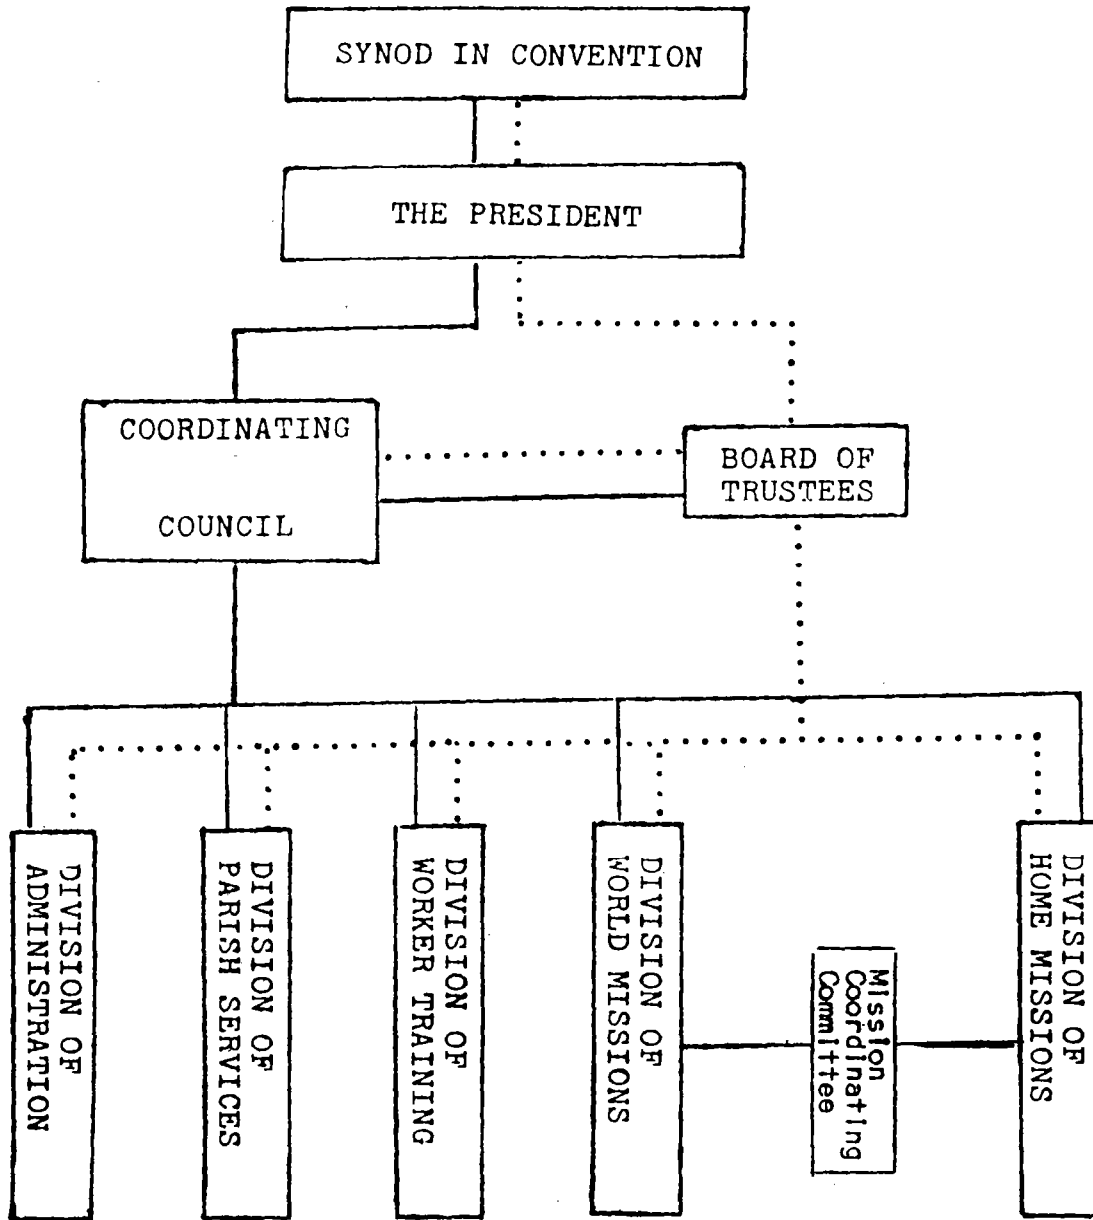 SYNOD IN CONVENTION
THE PRESIDENT
COORDINATING
COUNCIL
BOARD OF
TRUSTEES
DIVISION OF
ADMINISTRATION
DIVISION OF
PARISH SERVICES
DIVISION OF
WORKER TRAINING
DIVISION OF
WORLD MISSIONS
Mission
Coordinating
Committee
DIVISION OF
HOME MISSIONS